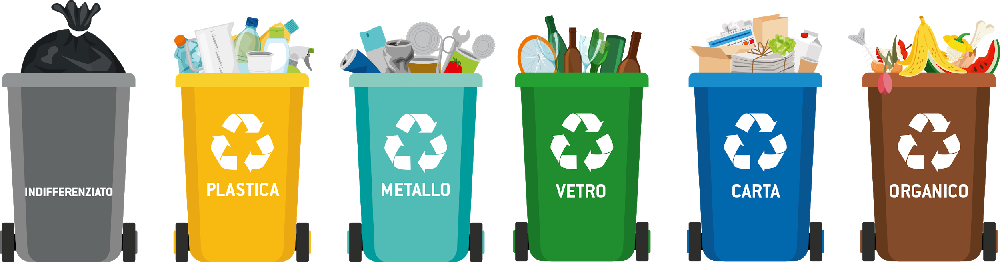 INDIFFERENZIATO
PLASTICA
METALLO
VETRO
CARTA
ORGANICO